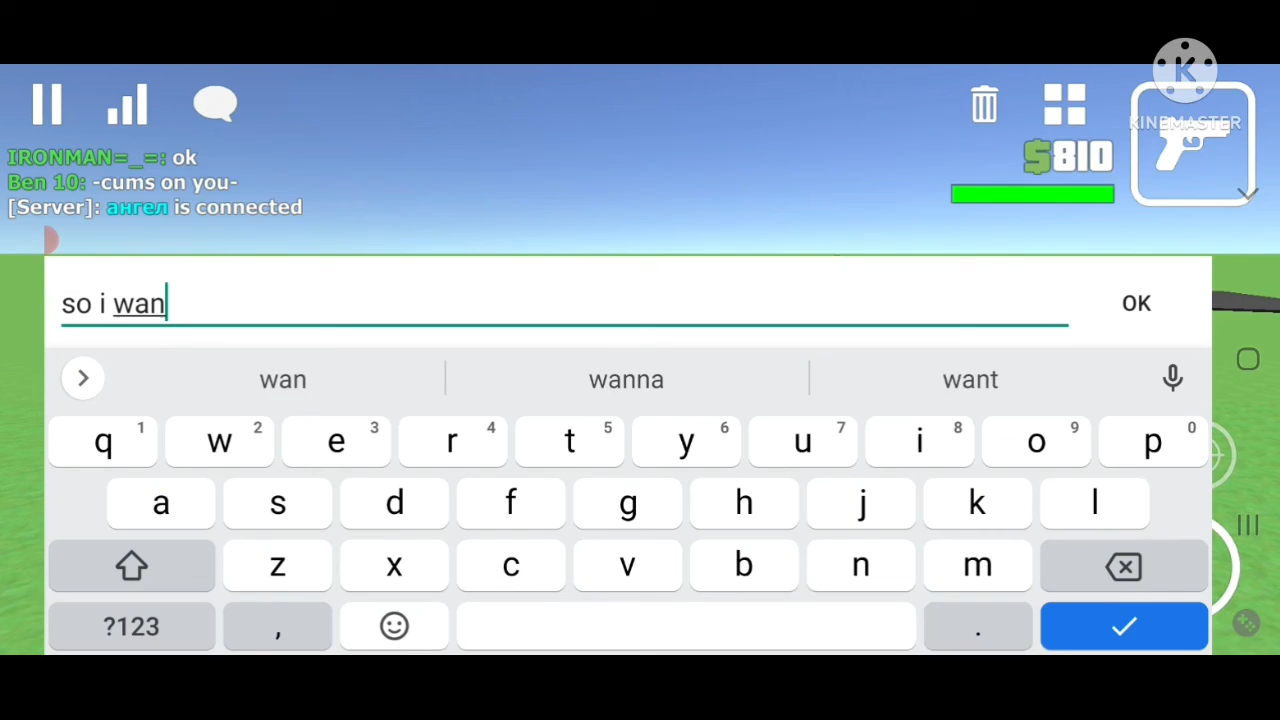 K
KINEMASTER
$810
IRONMAN=_=: ok
Ben 10: -cums on you-
[Server]: ангел is connected
so i wan
OK
wan wanna want
q 1 w 2 e 3 r 4 t 5 y 6 u 7 i 8 o 9 p 0
a s d f g h j k l
z x c v b n m
?123 , .